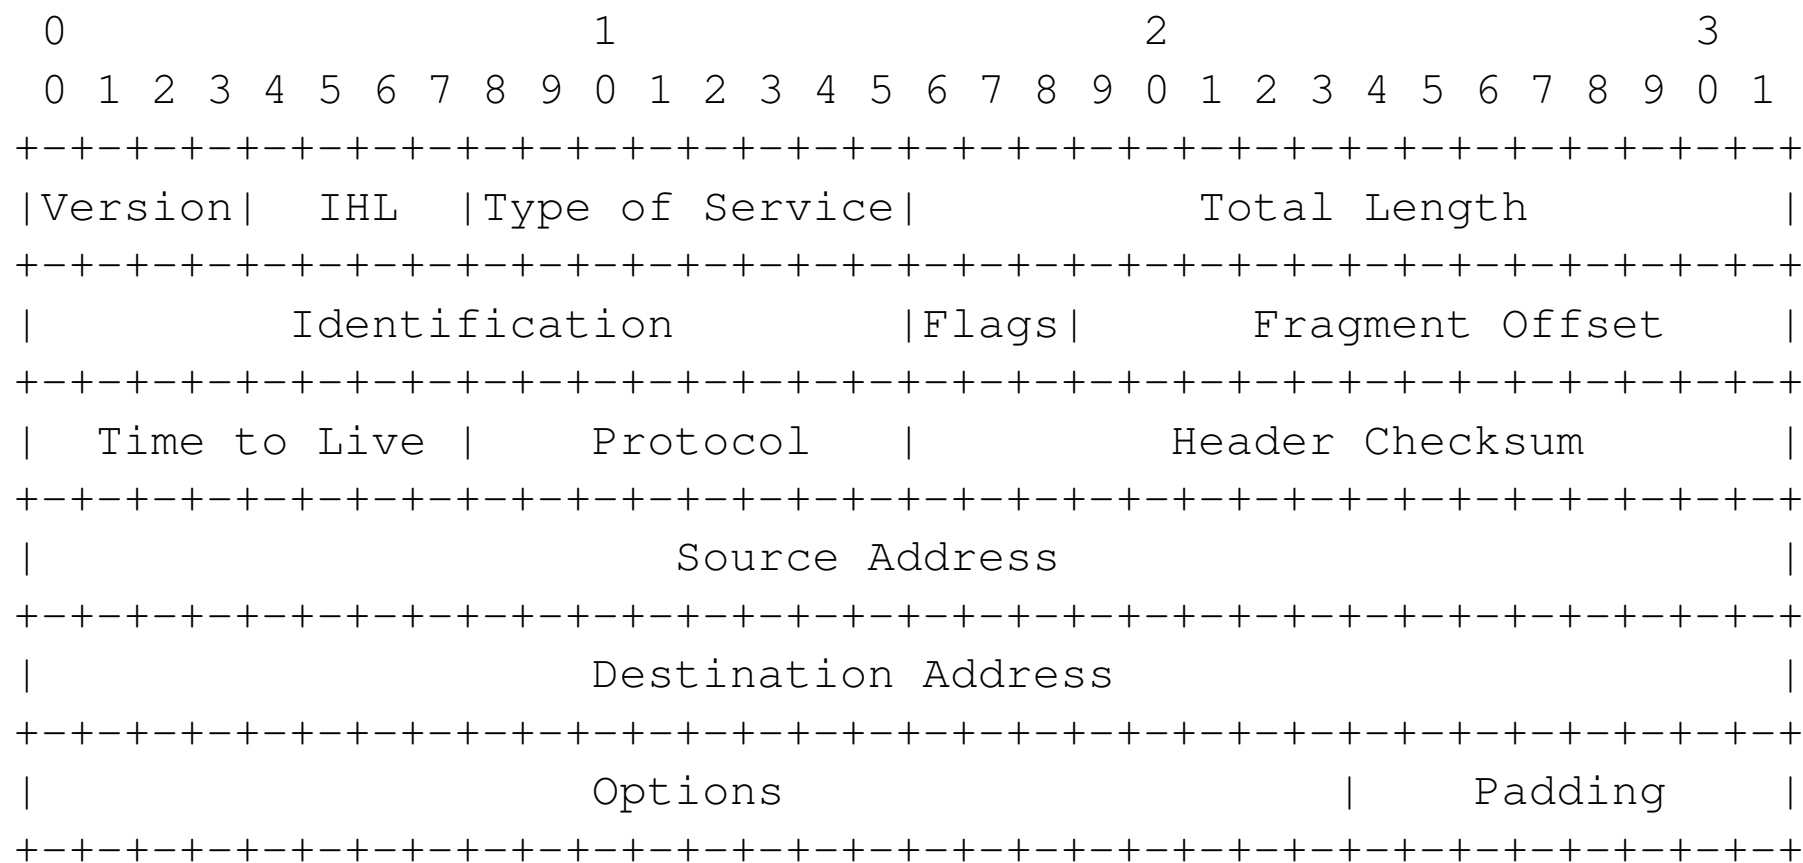 0                   1                   2                   3
 0 1 2 3 4 5 6 7 8 9 0 1 2 3 4 5 6 7 8 9 0 1 2 3 4 5 6 7 8 9 0 1
+-+-+-+-+-+-+-+-+-+-+-+-+-+-+-+-+-+-+-+-+-+-+-+-+-+-+-+-+-+-+-+-+
|Version|  IHL  |Type of Service|          Total Length         |
+-+-+-+-+-+-+-+-+-+-+-+-+-+-+-+-+-+-+-+-+-+-+-+-+-+-+-+-+-+-+-+-+
|         Identification        |Flags|      Fragment Offset    |
+-+-+-+-+-+-+-+-+-+-+-+-+-+-+-+-+-+-+-+-+-+-+-+-+-+-+-+-+-+-+-+-+
|  Time to Live |    Protocol   |         Header Checksum       |
+-+-+-+-+-+-+-+-+-+-+-+-+-+-+-+-+-+-+-+-+-+-+-+-+-+-+-+-+-+-+-+-+
|                       Source Address                          |
+-+-+-+-+-+-+-+-+-+-+-+-+-+-+-+-+-+-+-+-+-+-+-+-+-+-+-+-+-+-+-+-+
|                    Destination Address                        |
+-+-+-+-+-+-+-+-+-+-+-+-+-+-+-+-+-+-+-+-+-+-+-+-+-+-+-+-+-+-+-+-+
|                    Options                    |    Padding    |
+-+-+-+-+-+-+-+-+-+-+-+-+-+-+-+-+-+-+-+-+-+-+-+-+-+-+-+-+-+-+-+-+